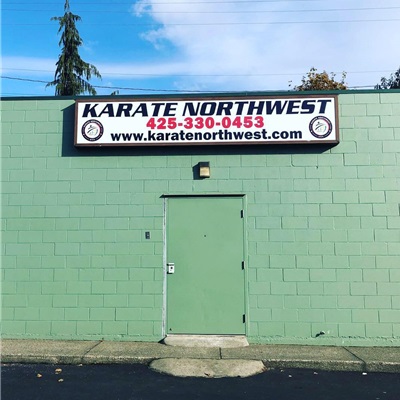 KARATE NORTHWEST
425-330-0453
www.karatenorthwest.com